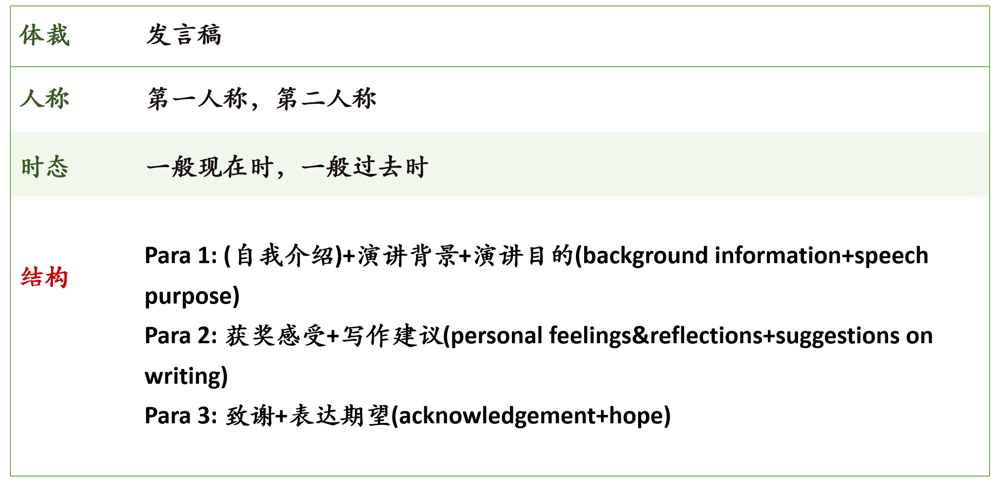 体裁 发言稿
人称 第一人称，第二人称
时态 一般现在时，一般过去时
结构
Para 1: (自我介绍)+演讲背景+演讲目的(background information+speech
purpose)
Para 2: 获奖感受+写作建议(personal feelings&reflections+suggestions on
writing)
Para 3: 致谢+表达期望(acknowledgement+hope)